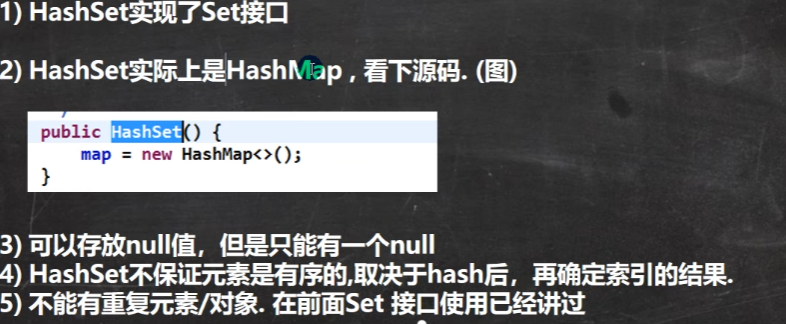 1) HashSet实现了Set接口
2) HashSet实际上是HashMap , 看下源码. (图)
public HashSet() {
map = new HashMap<>();
}
3) 可以存放null值，但是只能有一个null
4) HashSet不保证元素是有序的,取决于hash后，再确定索引的结果.
5) 不能有重复元素/对象. 在前面Set 接口使用已经讲过